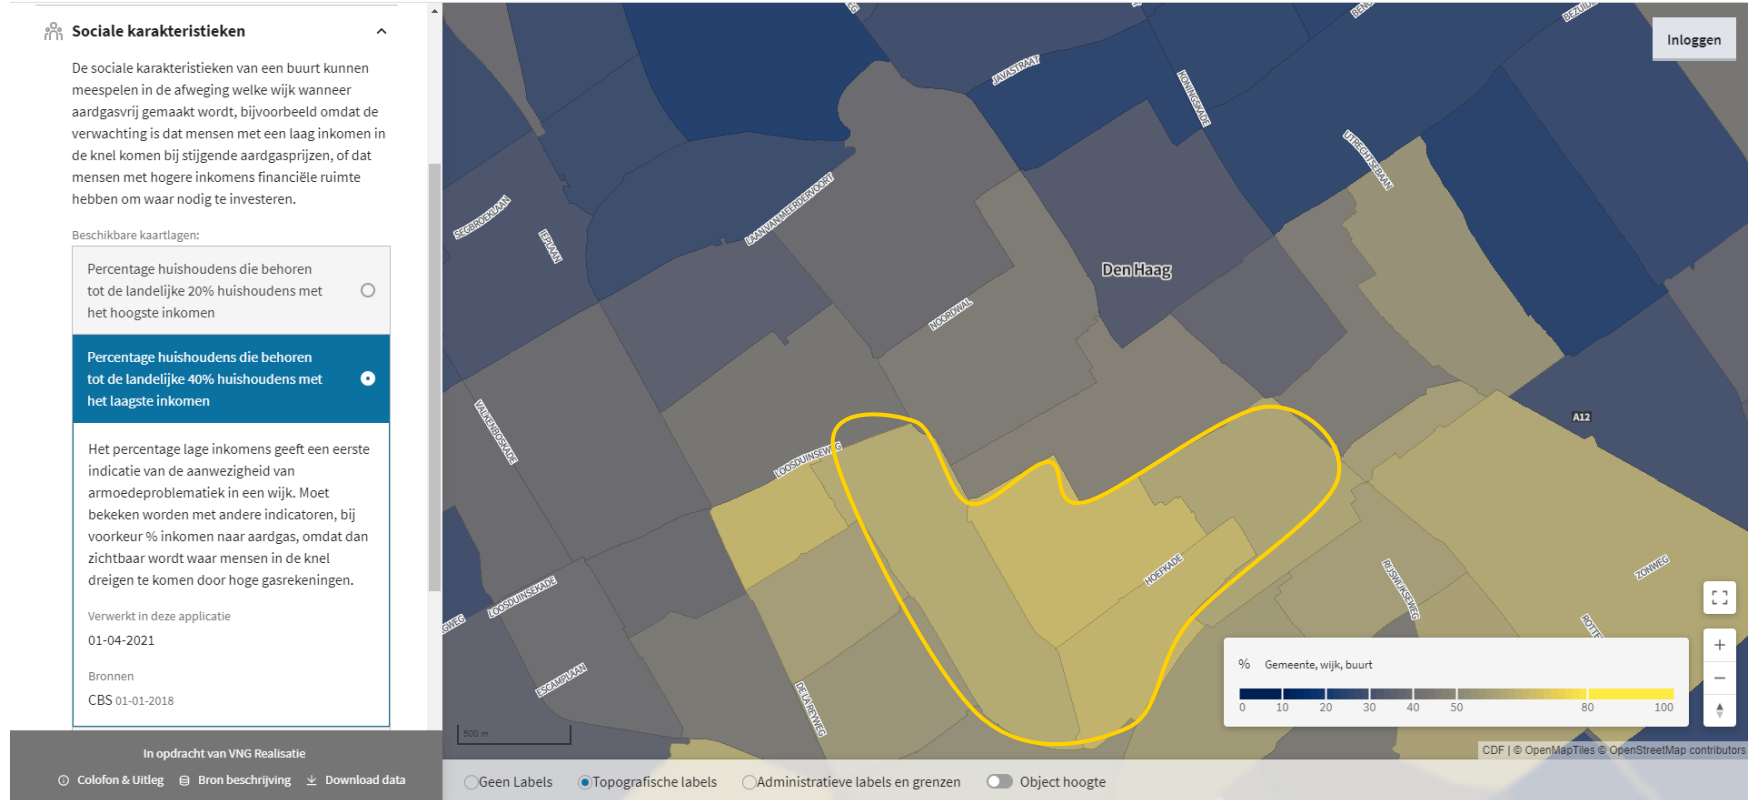 Sociale karakteristieken
De sociale karakteristieken van een buurt kunnen
meespelen in de afweging welke wijk wanneer
aardgasvrij gemaakt wordt, bijvoorbeeld omdat de
verwachting is dat mensen met een laag inkomen in
de knel komen bij stijgende aardgasprijzen, of dat
mensen met hogere inkomens financiële ruimte
hebben om waar nodig te investeren.
Beschikbare kaartlagen:
Percentage huishoudens die behoren
tot de landelijke 20% huishoudens met
het hoogste inkomen
Percentage huishoudens die behoren
tot de landelijke 40% huishoudens met
het laagste inkomen
Het percentage lage inkomens geeft een eerste
indicatie van de aanwezigheid van
armoedeproblematiek in een wijk. Moet
bekeken worden met andere indicatoren, bij
voorkeur % inkomen naar aardgas, omdat dan
zichtbaar wordt waar mensen in de knel
dreigen te komen door hoge gasrekeningen.
Verwerkt in deze applicatie
01-04-2021
Bronnen
CBS 01-01-2018
In opdracht van VNG Realisatie
Colofon & Uitleg Bron beschrijving Download data
Inloggen
JAVASTRAAT
KONINGSKADE
UTRECHTSEBAAN
SEGBROEKLAAN
IEPLAAN
LAAN VAN MEERDERVOORT
Den Haag
NOORDWAL
A12
VALKENBOSKADE
LOOSDUINSEWEG
HOEFKADE
LOOSDUINSEKADE
RIJSWIJKSEWEG
ZONWEG
ESCAMPLAAN
DE LA REYWEG
500 m
% Gemeente, wijk, buurt
0 10 20 30 40 50 80 100
CDF | © OpenMapTiles © OpenStreetMap contributors
Geen Labels Topografische labels Administratieve labels en grenzen Object hoogte